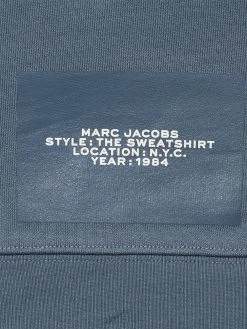 MARC JACOBS
STYLE: THE SWEATSHIRT
LOCATION: N.Y.C.
YEAR: 1984